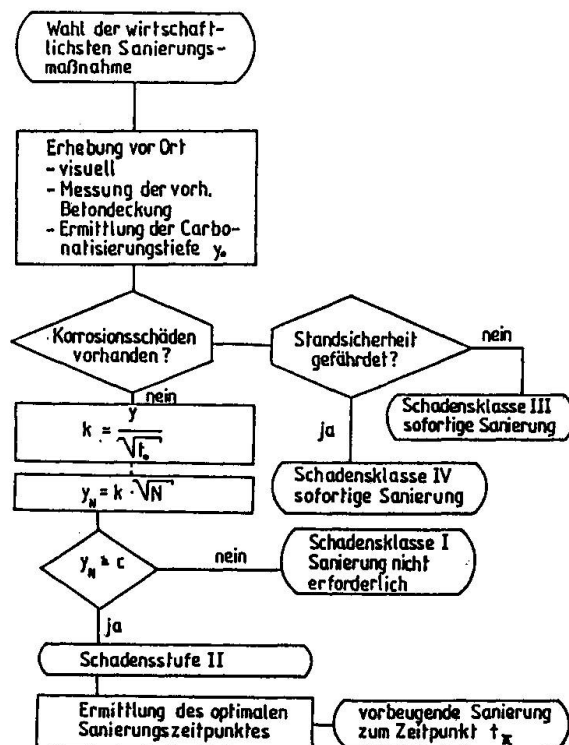 Wahl der wirtschaft-
lichsten Sanierungs-
maßnahme
Erhebung vor Ort
- visuell
- Messung der vorh.
Betondeckung
- Ermittlung der Carbo-
natisierungstiefe y₀
Korrosionsschäden
vorhanden?
Standsicherheit
gefährdet?
nein
nein
ja
k = y / √t₀
Schadensklasse III
sofortige Sanierung
Schadensklasse IV
sofortige Sanierung
y_N = k · √N
y_N ≥ c
nein
Schadensklasse I
Sanierung nicht
erforderlich
ja
Schadensstufe II
Ermittlung des optimalen
Sanierungszeitpunktes
vorbeugende Sanierung
zum Zeitpunkt t_K